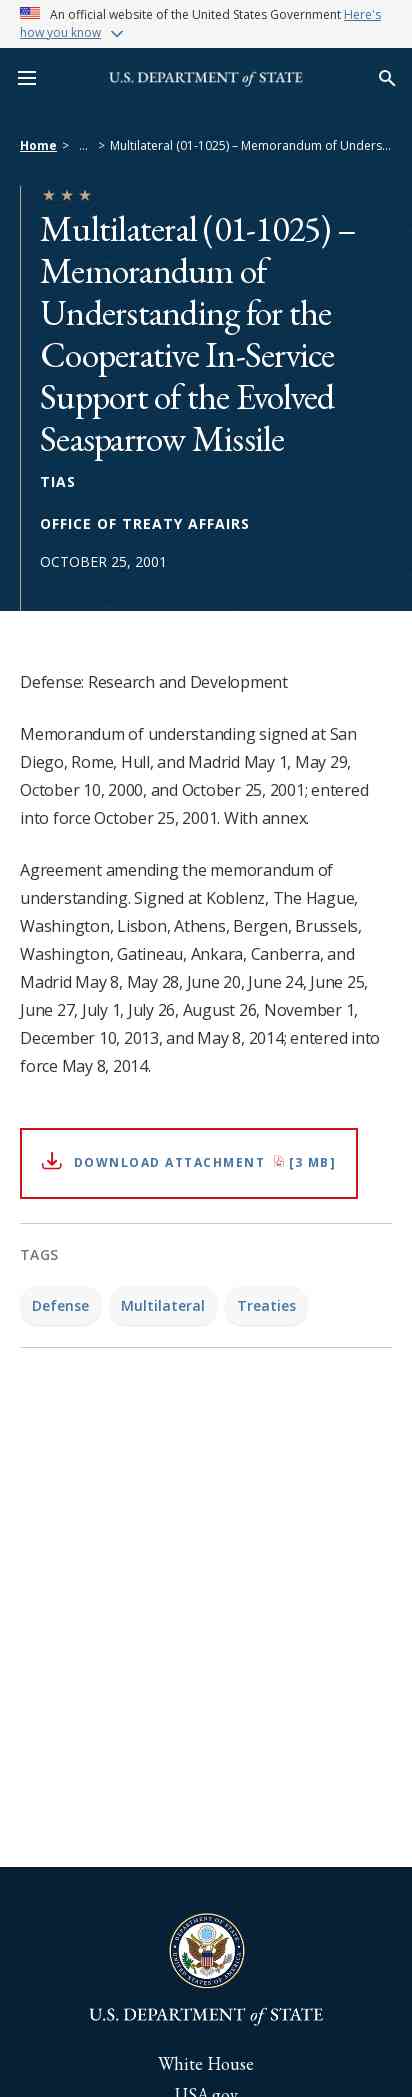 An official website of the United States Government Here's
how you know
U.S. DEPARTMENT of STATE
Home > ... > Multilateral (01-1025) – Memorandum of Unders...
Multilateral (01-1025) –
Memorandum of
Understanding for the
Cooperative In-Service
Support of the Evolved
Seasparrow Missile
TIAS
OFFICE OF TREATY AFFAIRS
OCTOBER 25, 2001
Defense: Research and Development
Memorandum of understanding signed at San
Diego, Rome, Hull, and Madrid May 1, May 29,
October 10, 2000, and October 25, 2001; entered
into force October 25, 2001. With annex.
Agreement amending the memorandum of
understanding. Signed at Koblenz, The Hague,
Washington, Lisbon, Athens, Bergen, Brussels,
Washington, Gatineau, Ankara, Canberra, and
Madrid May 8, May 28, June 20, June 24, June 25,
June 27, July 1, July 26, August 26, November 1,
December 10, 2013, and May 8, 2014; entered into
force May 8, 2014.
DOWNLOAD ATTACHMENT [3 MB]
TAGS
Defense Multilateral Treaties
DEPARTMENT OF STATE
UNITED STATES OF AMERICA
U.S. DEPARTMENT of STATE
White House
USA.gov